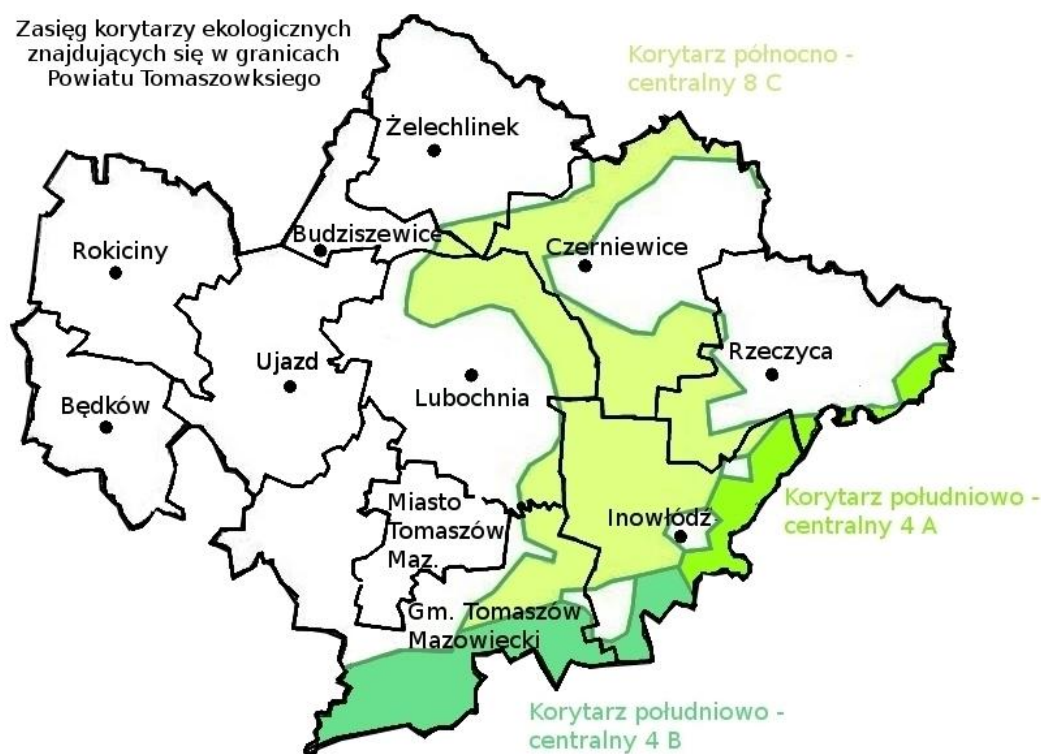 Zasięg korytarzy ekologicznych
znajdujących się w granicach
Powiatu Tomaszowksiego
Korytarz północno -
centralny 8 C
Żelechlinek
Budziszewice
Rokiciny
Czerniewice
Ujazd
Rzeczyca
Lubochnia
Będków
Miasto
Tomaszów
Maz.
Inowłódź
Korytarz południowo -
centralny 4 A
Gm. Tomaszów
Mazowiecki
Korytarz południowo -
centralny 4 B